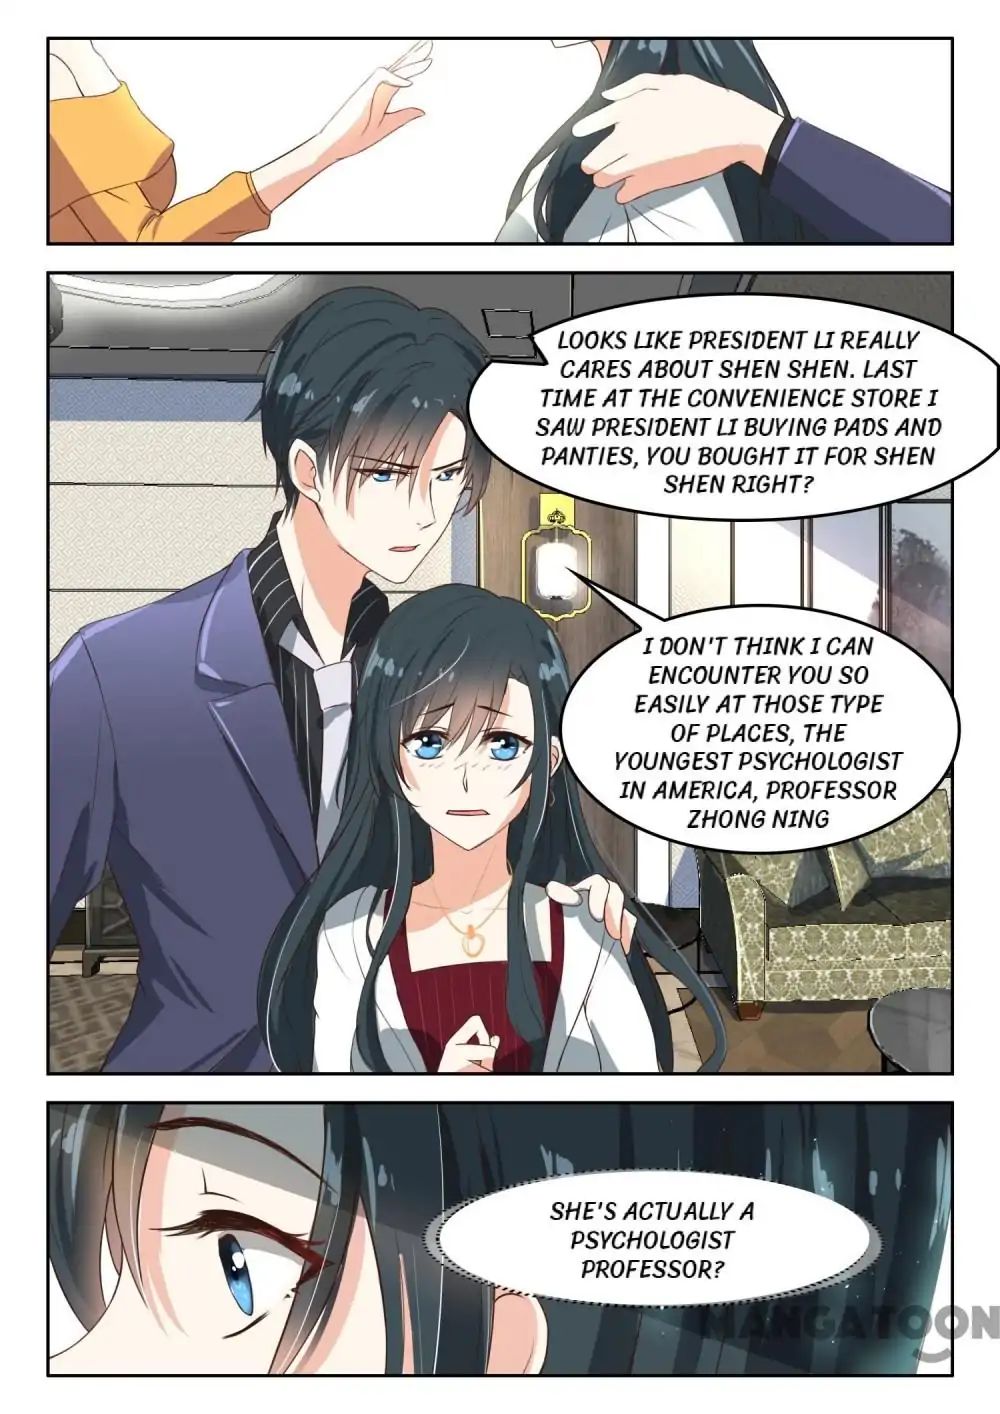 LOOKS LIKE PRESIDENT LI REALLY
CARES ABOUT SHEN SHEN. LAST
TIME AT THE CONVENIENCE STORE I
SAW PRESIDENT LI BUYING PADS AND
PANTIES, YOU BOUGHT IT FOR SHEN
SHEN RIGHT?
I DON'T THINK I CAN
ENCOUNTER YOU SO
EASILY AT THOSE TYPE
OF PLACES, THE
YOUNGEST PSYCHOLOGIST
IN AMERICA, PROFESSOR
ZHONG NING
SHE'S ACTUALLY A
PSYCHOLOGIST
PROFESSOR?
MANGATOON